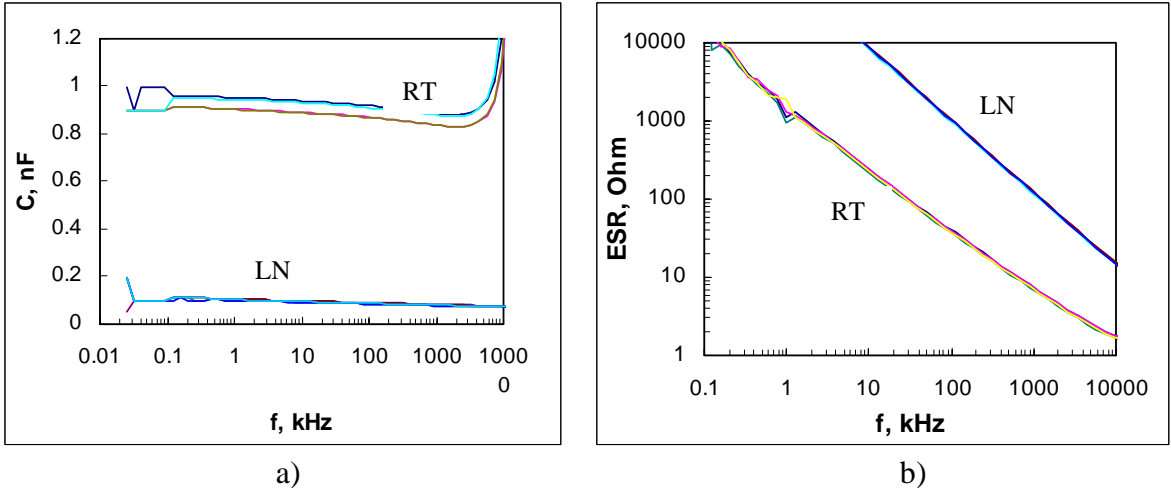 1.2
1
0.8
0.6
0.4
0.2
0
C, nF
RT
LN
0.01 0.1 1 10 100 1000 1000
0
f, kHz
a)
10000
1000
100
10
1
ESR, Ohm
LN
RT
0.1 1 10 100 1000 10000
f, kHz
b)